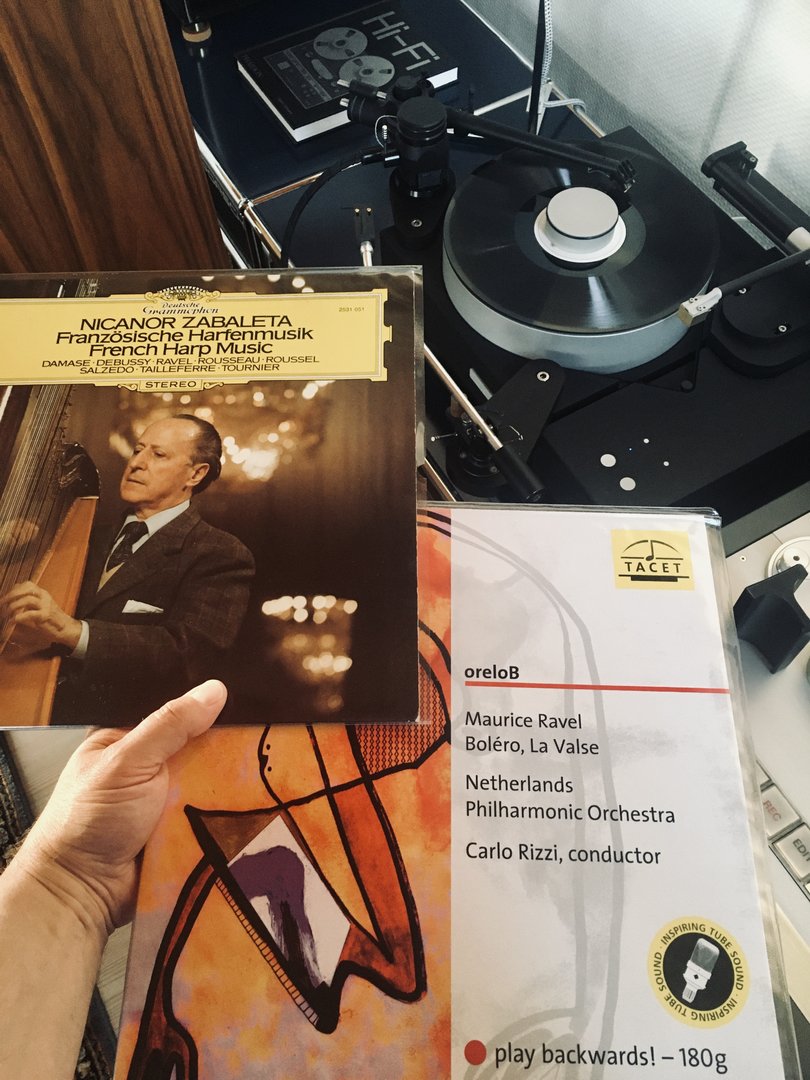 Hi-Fi
Deutsche
Grammophon
2531 051
NICANOR ZABALETA
Französische Harfenmusik
French Harp Music
DAMASE · DEBUSSY · RAVEL · ROUSSEAU · ROUSSEL
SALZEDO · TAILLEFERRE · TOURNIER
STEREO
TACET
oreloB
Maurice Ravel
Boléro, La Valse
Netherlands
Philharmonic Orchestra
Carlo Rizzi, conductor
INSPIRING TUBE SOUND · INSPIRING TUBE SOUND ·
play backwards! – 180g
REC
EDIT